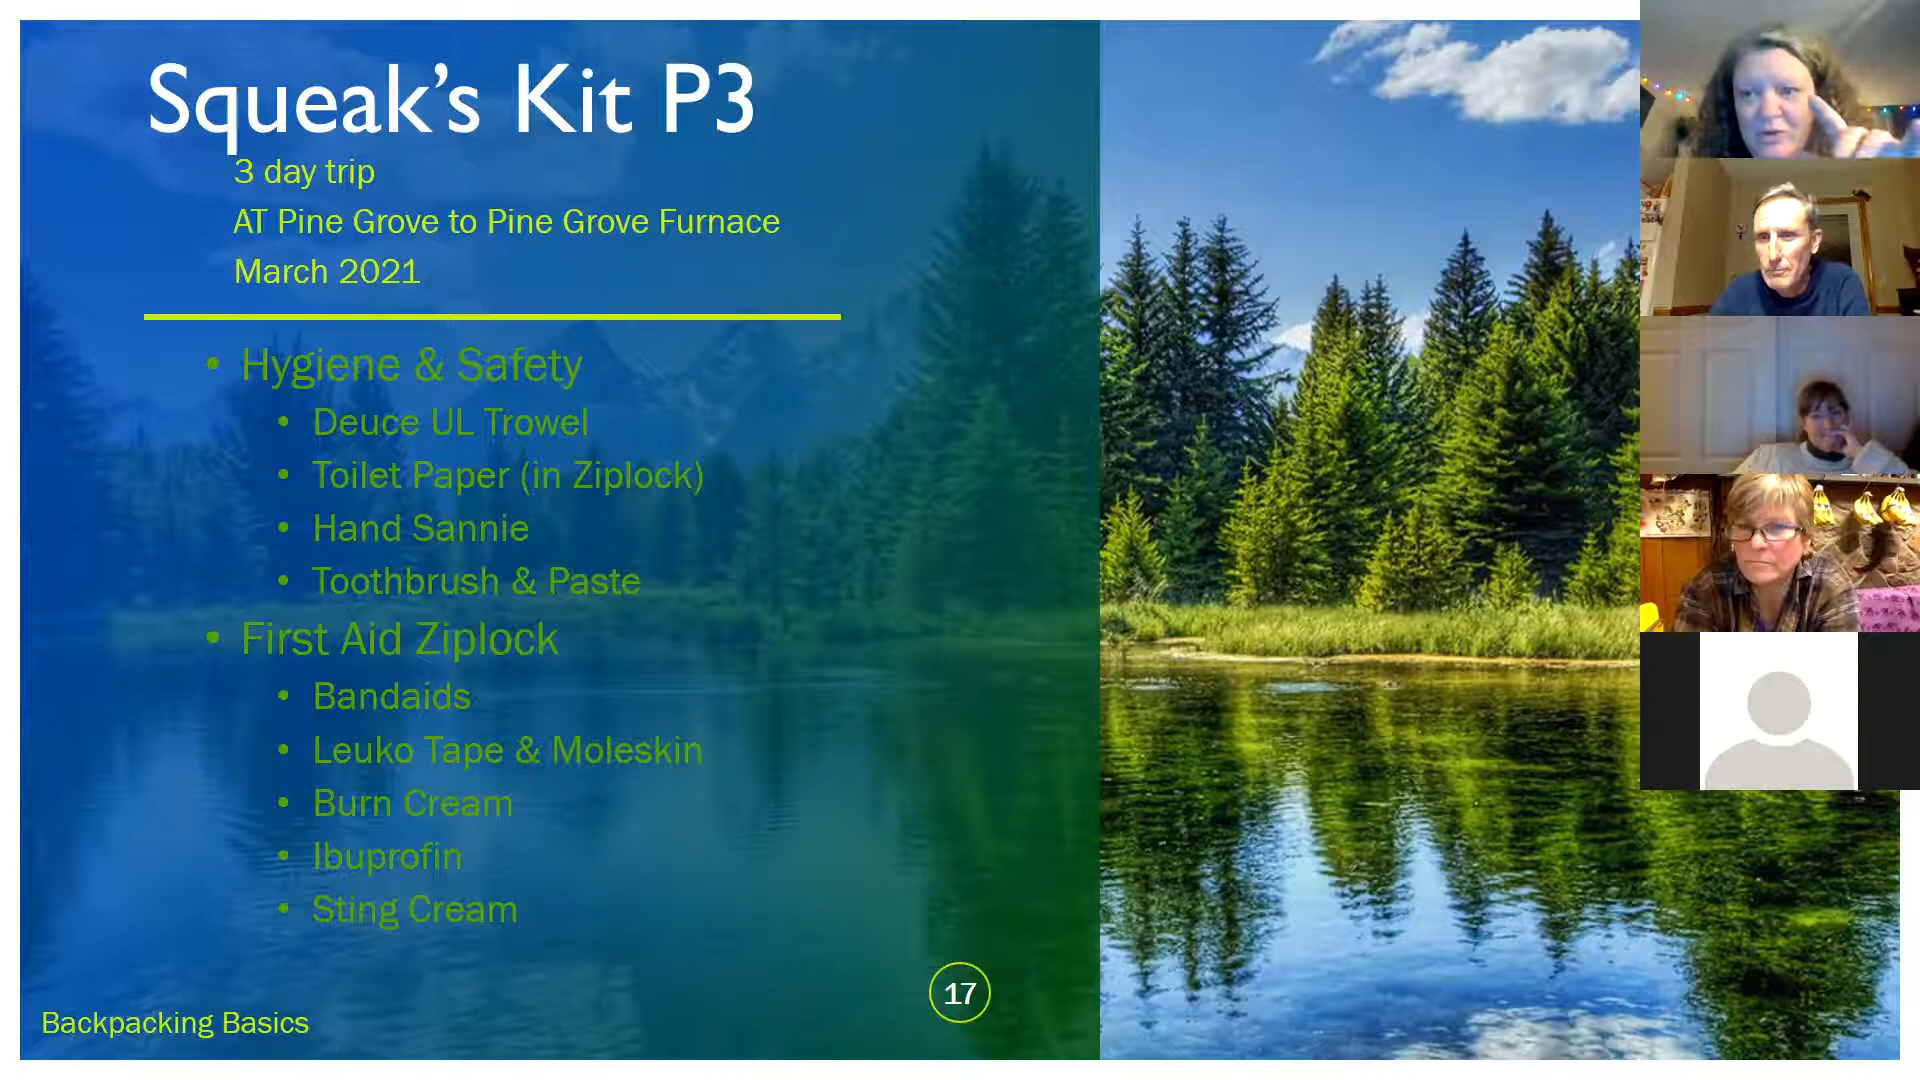 Squeak's Kit P3
3 day trip
AT Pine Grove to Pine Grove Furnace
March 2021
• Hygiene & Safety
• Deuce UL Trowel
• Toilet Paper (in Ziplock)
• Hand Sannie
• Toothbrush & Paste
• First Aid Ziplock
• Bandaids
• Leuko Tape & Moleskin
• Burn Cream
• Ibuprofin
• Sting Cream
17
Backpacking Basics